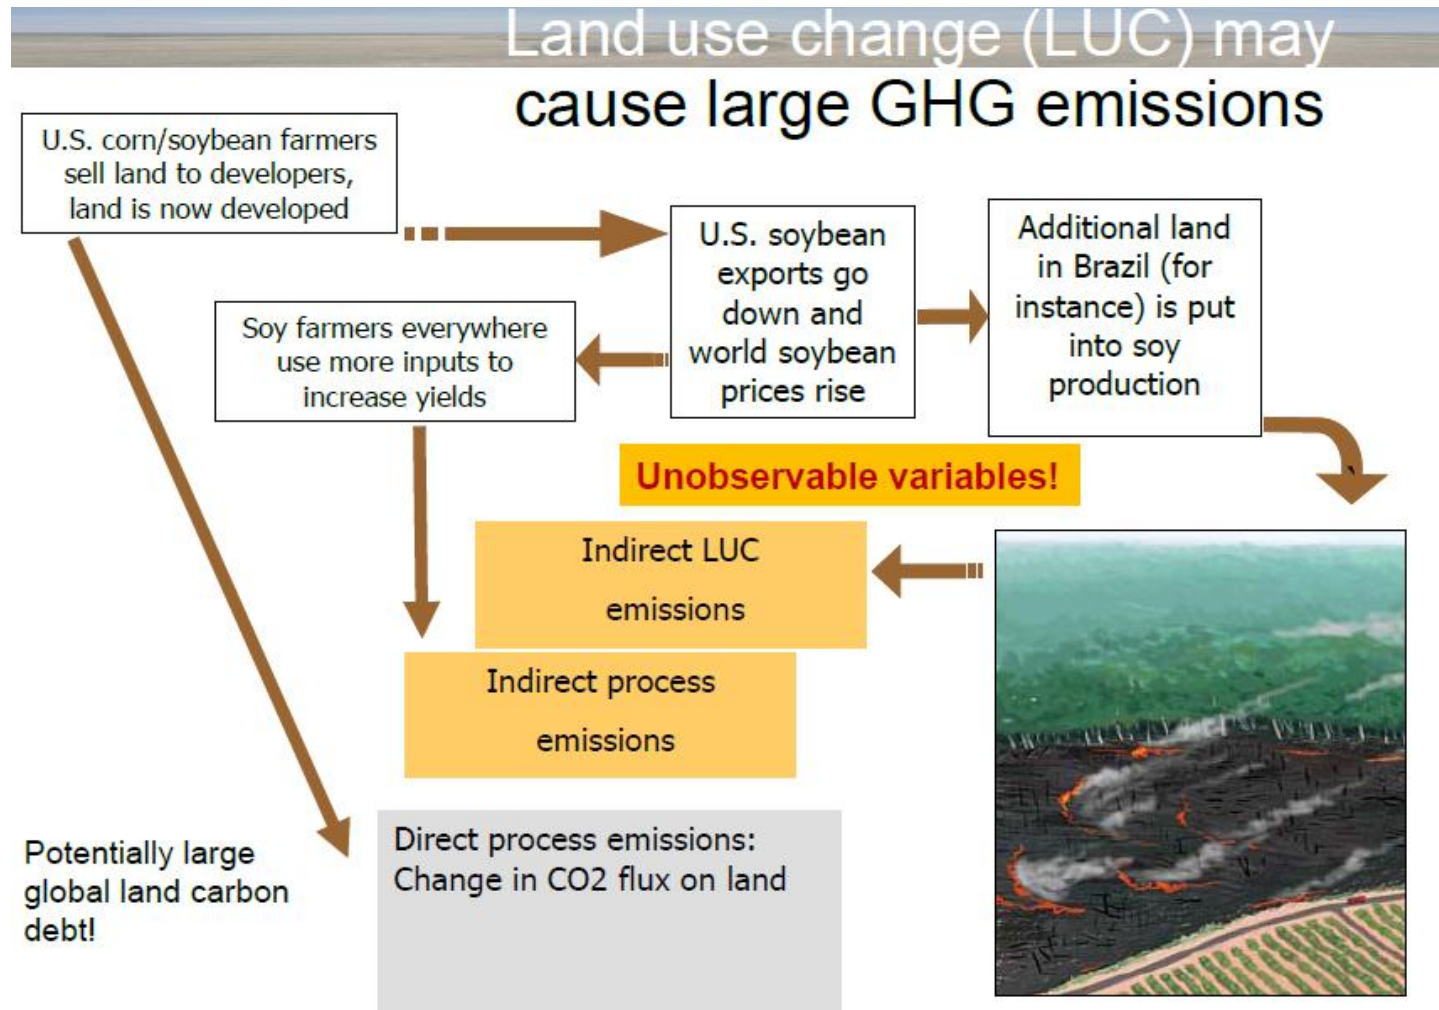 Land use change (LUC) may
cause large GHG emissions
U.S. corn/soybean farmers
sell land to developers,
land is now developed
U.S. soybean
exports go
down and
world soybean
prices rise
Additional land
in Brazil (for
instance) is put
into soy
production
Soy farmers everywhere
use more inputs to
increase yields
Unobservable variables!
Indirect LUC
emissions
Indirect process
emissions
Direct process emissions:
Change in CO2 flux on land
Potentially large
global land carbon
debt!